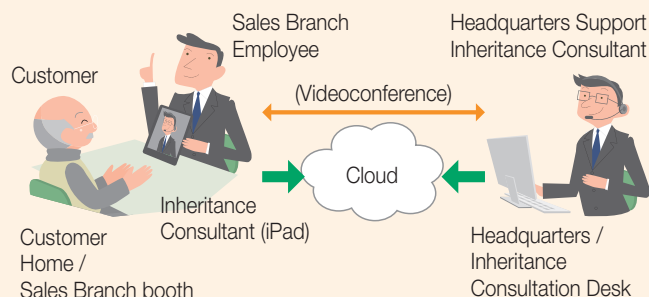 Sales Branch
Employee
Headquarters Support
Inheritance Consultant
Customer
(Videoconference)
Cloud
Inheritance
Consultant (iPad)
Customer
Home /
Sales Branch booth
Headquarters /
Inheritance
Consultation Desk